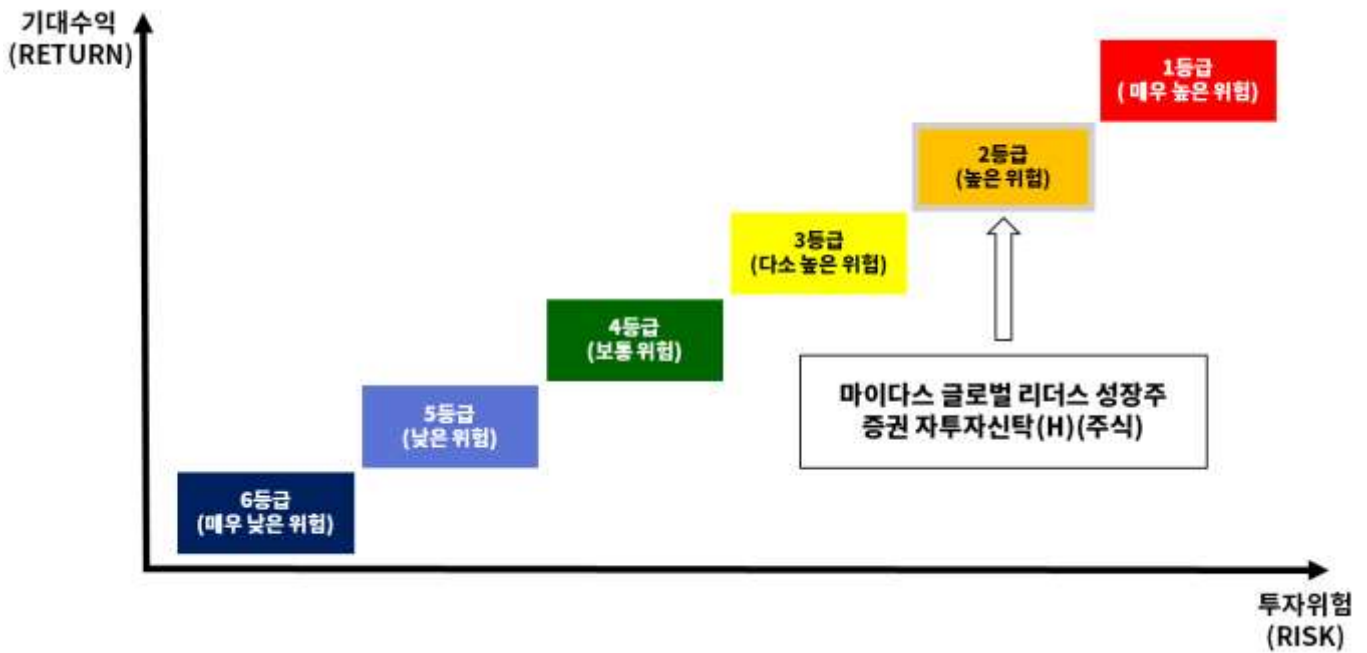 기대수익
(RETURN)
1등급
( 매우 높은 위험)
2등급
(높은 위험)
3등급
(다소 높은 위험)
4등급
(보통 위험)
마이다스 글로벌 리더스 성장주
증권 자투자신탁(H)(주식)
5등급
(낮은 위험)
6등급
(매우 낮은 위험)
투자위험
(RISK)